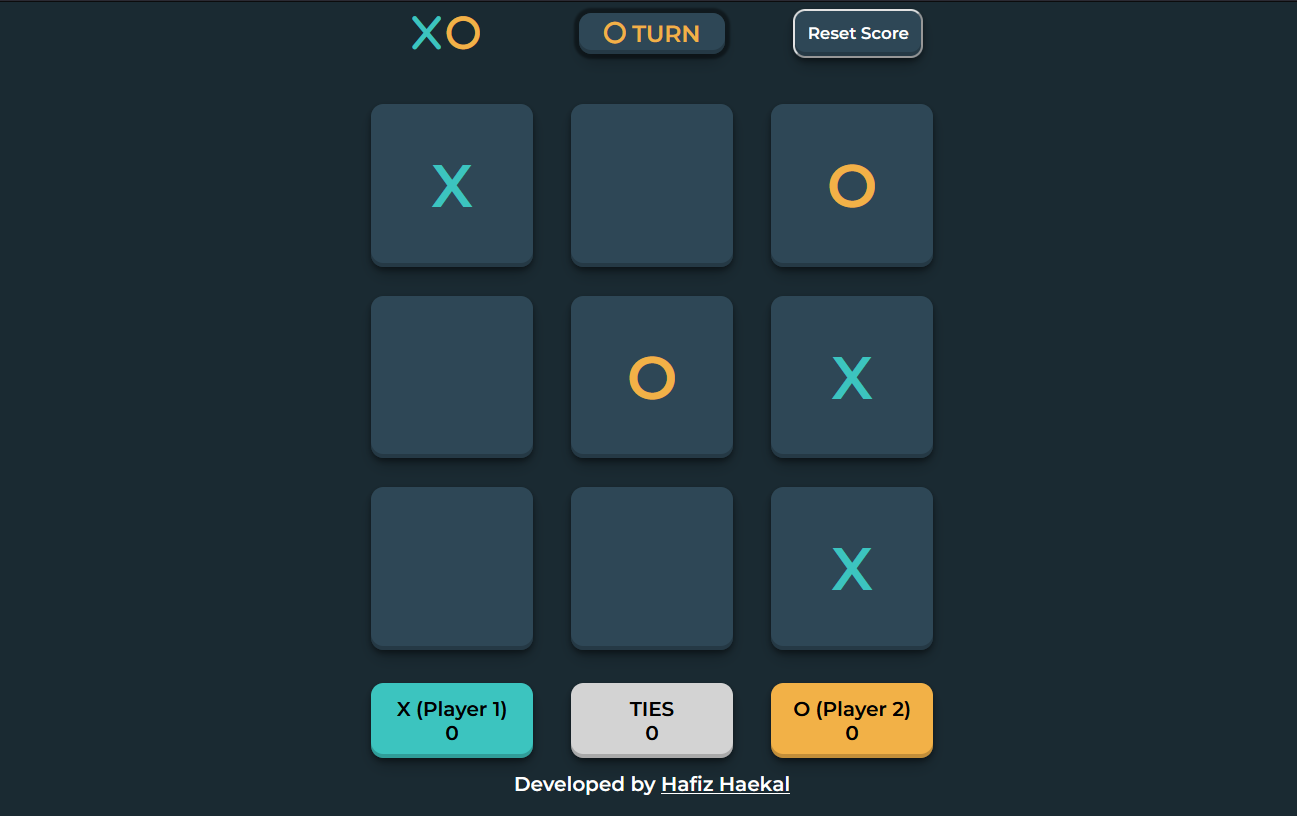 XO
O TURN
Reset Score
X
O
O
X
X
X (Player 1)
0
TIES
0
O (Player 2)
0
Developed by Hafiz Haekal